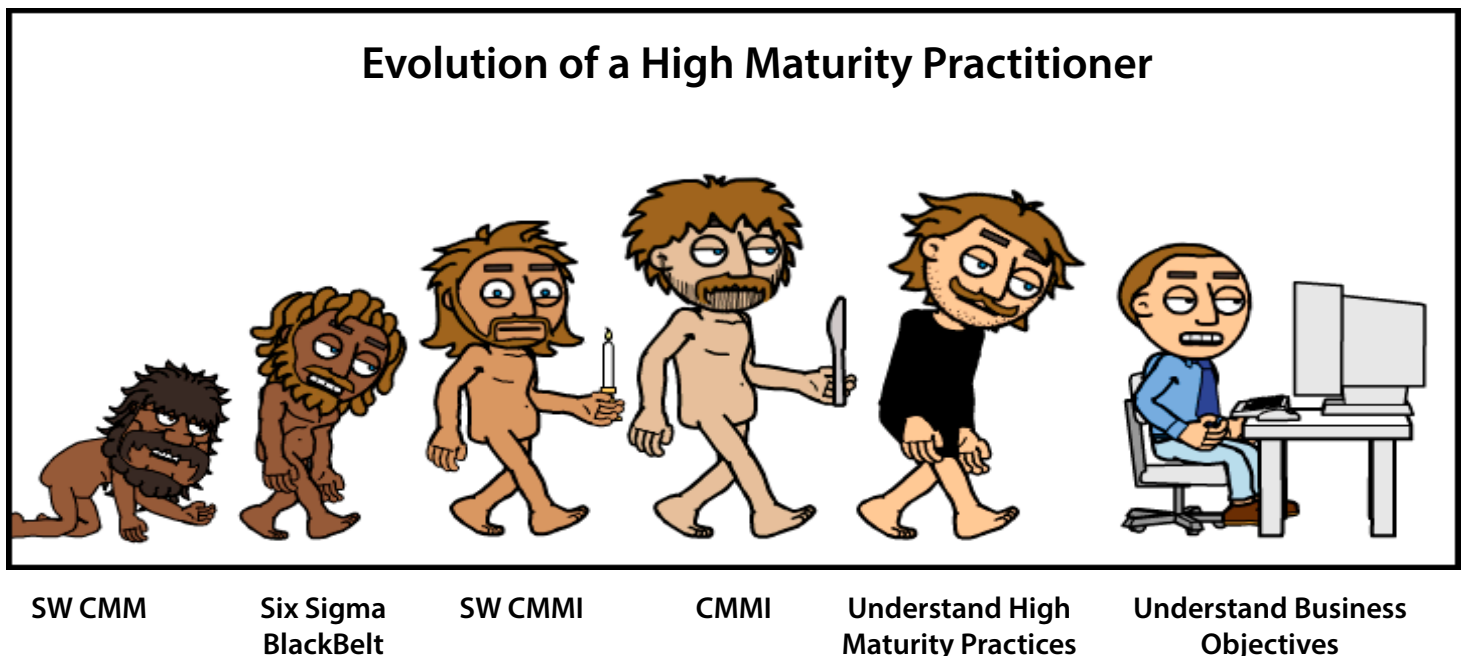 Evolution of a High Maturity Practitioner
SW CMM
Six Sigma
BlackBelt
SW CMMI
CMMI
Understand High
Maturity Practices
Understand Business
Objectives